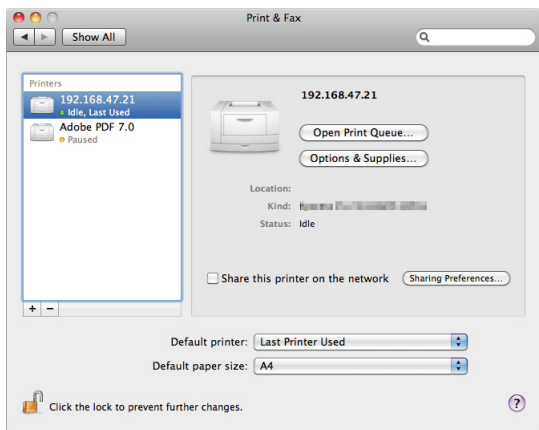 Print & Fax
Show All
Printers
192.168.47.21
Idle, Last Used
Adobe PDF 7.0
Paused
192.168.47.21
Open Print Queue...
Options & Supplies...
Location:
Kind:
Status: Idle
Share this printer on the network Sharing Preferences...
+ −
Default printer: Last Printer Used
Default paper size: A4
Click the lock to prevent further changes. ?